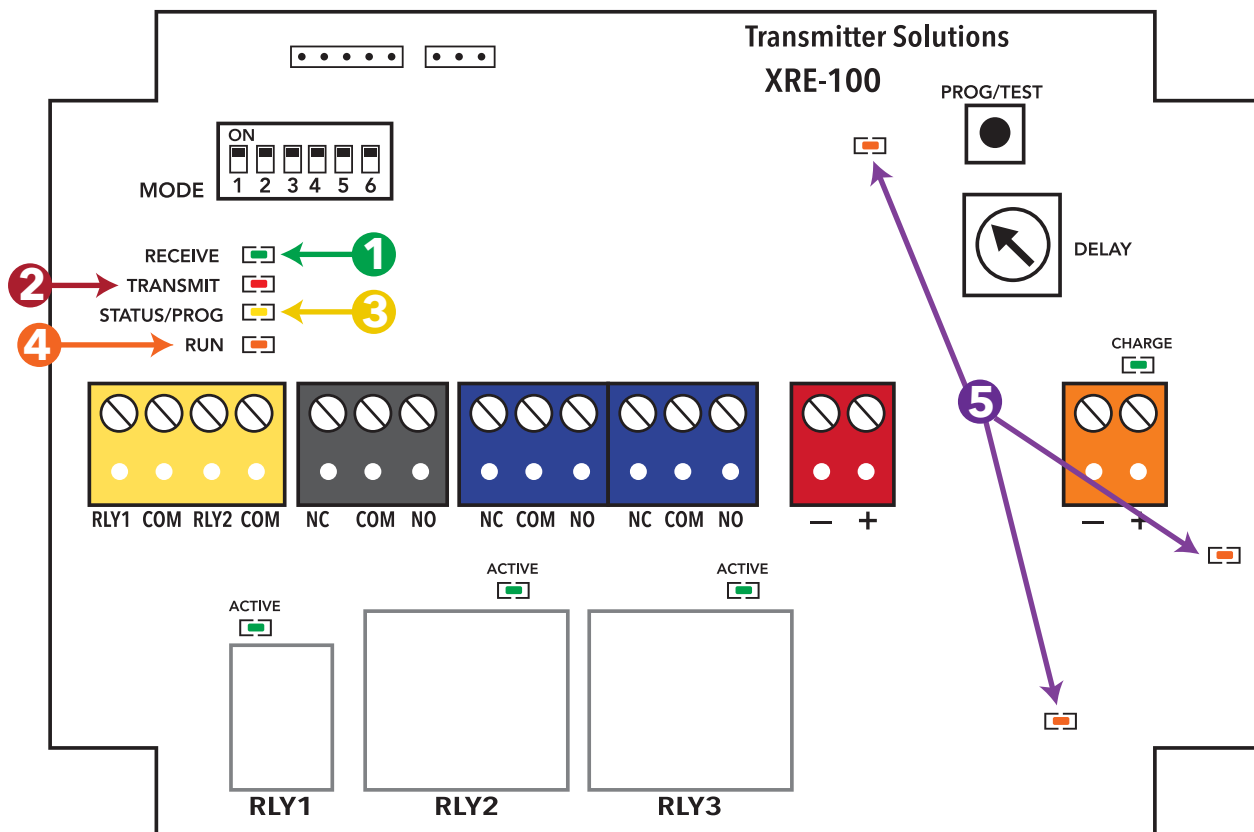 Transmitter Solutions
XRE-100
PROG/TEST
ON
1 2 3 4 5 6
MODE
DELAY
RECEIVE
1
2
TRANSMIT
STATUS/PROG
3
4
RUN
CHARGE
5
RLY1 COM RLY2 COM
NC COM NO
NC COM NO
NC COM NO
— +
— +
ACTIVE
ACTIVE
ACTIVE
RLY1
RLY2
RLY3